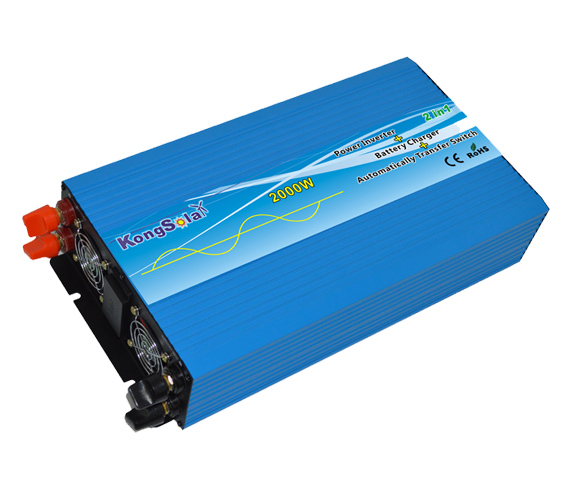 2 in 1
Power Inverter
+
Battery Charger
+
Automatically Transfer Switch
CE RoHS
2000W
KongSolar